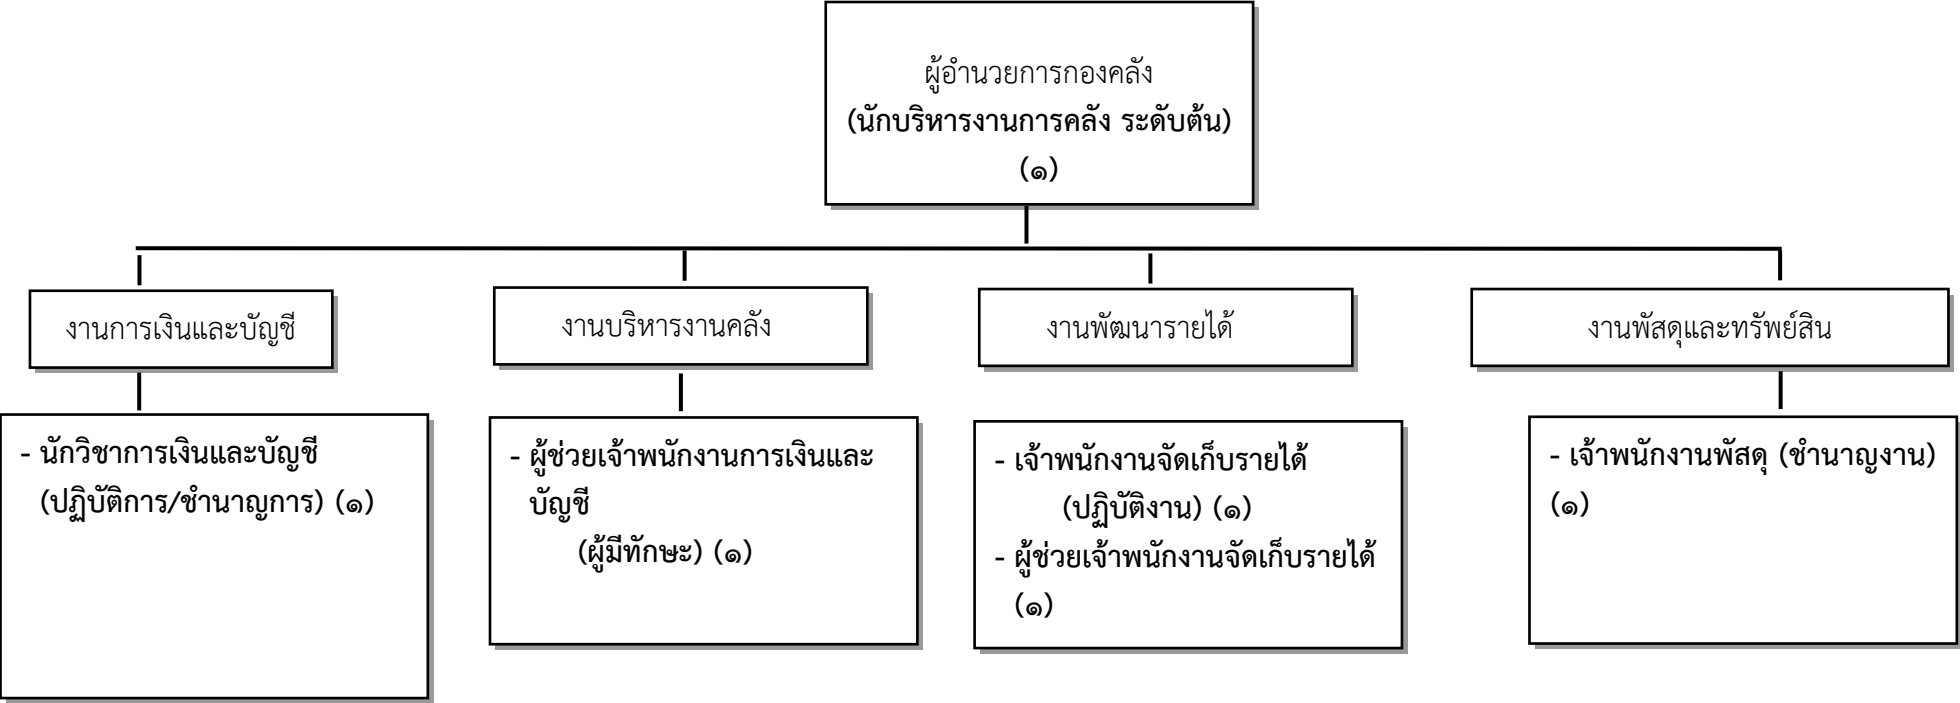 ผู้อำนวยการกองคลัง
(นักบริหารงานการคลัง ระดับต้น)
(๑)
งานการเงินและบัญชี
งานบริหารงานคลัง
งานพัฒนารายได้
งานพัสดุและทรัพย์สิน
- นักวิชาการเงินและบัญชี
(ปฏิบัติการ/ชำนาญการ) (๑)
- ผู้ช่วยเจ้าพนักงานการเงินและ
บัญชี
(ผู้มีทักษะ) (๑)
- เจ้าพนักงานจัดเก็บรายได้
(ปฏิบัติงาน) (๑)
- ผู้ช่วยเจ้าพนักงานจัดเก็บรายได้
(๑)
- เจ้าพนักงานพัสดุ (ชำนาญงาน)
(๑)